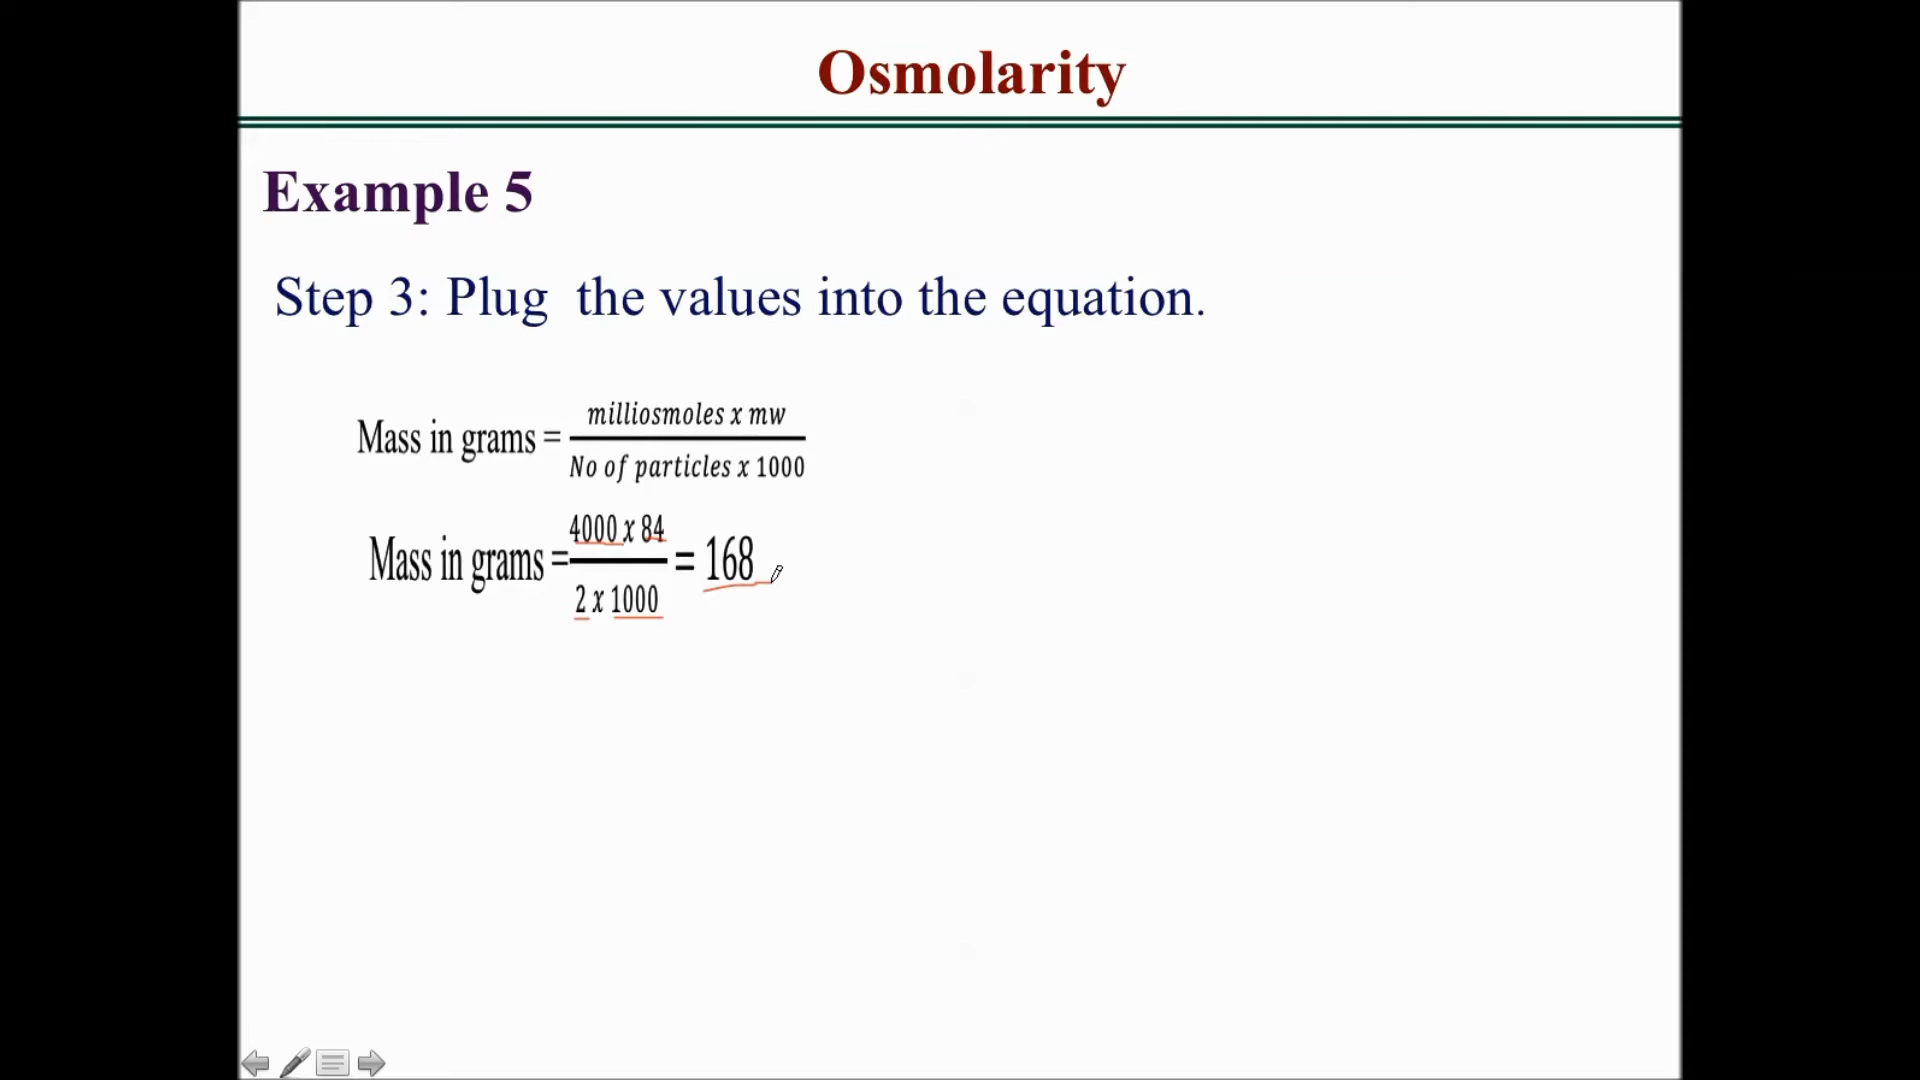 Osmolarity
Example 5
Step 3: Plug the values into the equation.
milliosmoles x mw
Mass in grams =
No of particles x 1000
4000 x 84
Mass in grams = = 168
2 x 1000